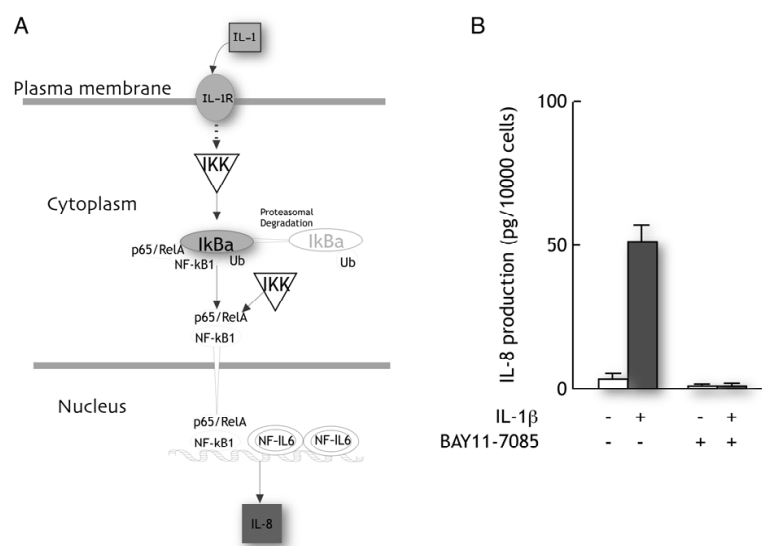 A
IL-1
Plasma membrane
IL-1R
IKK
Cytoplasm
Proteasomal
Degradation
IkBa
IkBa
p65/RelA
NF-kB1
Ub
Ub
IKK
p65/RelA
NF-kB1
Nucleus
p65/RelA
NF-kB1
NF-IL6
NF-IL6
IL-8
B
IL-8 production (pg/10000 cells)
100
50
0
IL-1β - + - +
BAY11-7085 - - + +